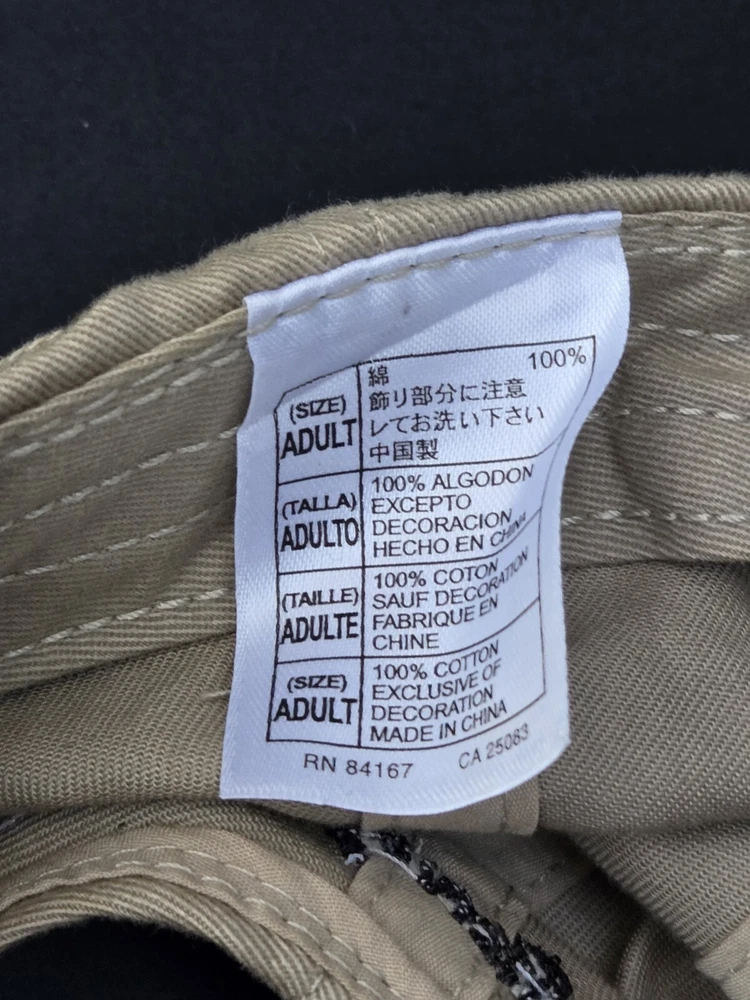 (SIZE)
ADULT
綿 100%
飾り部分に注意
レてお洗い下さい
中国製
(TALLA)
ADULTO
100% ALGODON
EXCEPTO
DECORACION
HECHO EN CHINA
(TAILLE)
ADULTE
100% COTON
SAUF DECORATION
FABRIQUE EN
CHINE
(SIZE)
ADULT
100% COTTON
EXCLUSIVE OF
DECORATION
MADE IN CHINA
RN 84167 CA 25083